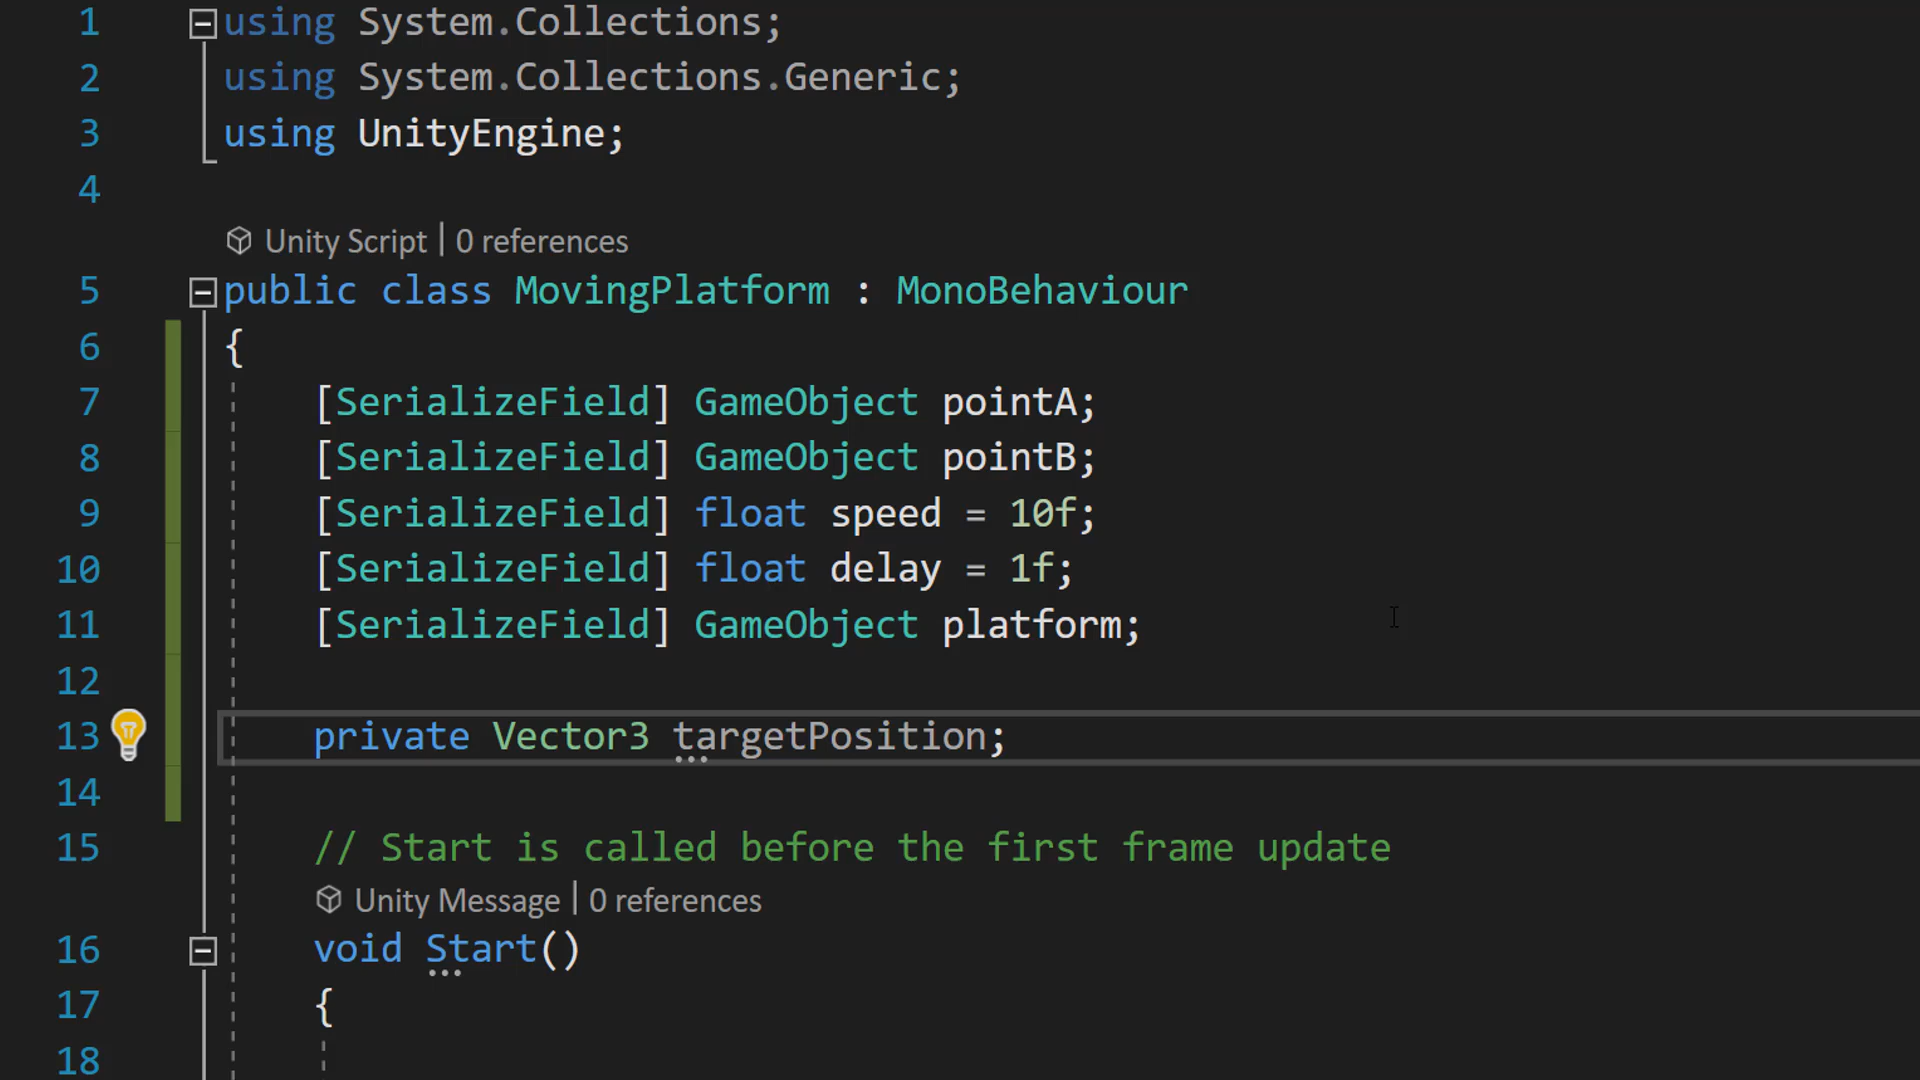 1 using System.Collections;
2 using System.Collections.Generic;
3 using UnityEngine;
4
Unity Script | 0 references
5 public class MovingPlatform : MonoBehaviour
6 {
7 [SerializeField] GameObject pointA;
8 [SerializeField] GameObject pointB;
9 [SerializeField] float speed = 10f;
10 [SerializeField] float delay = 1f;
11 [SerializeField] GameObject platform;
12
13 private Vector3 targetPosition;
14
15 // Start is called before the first frame update
Unity Message | 0 references
16 void Start()
17 {
18